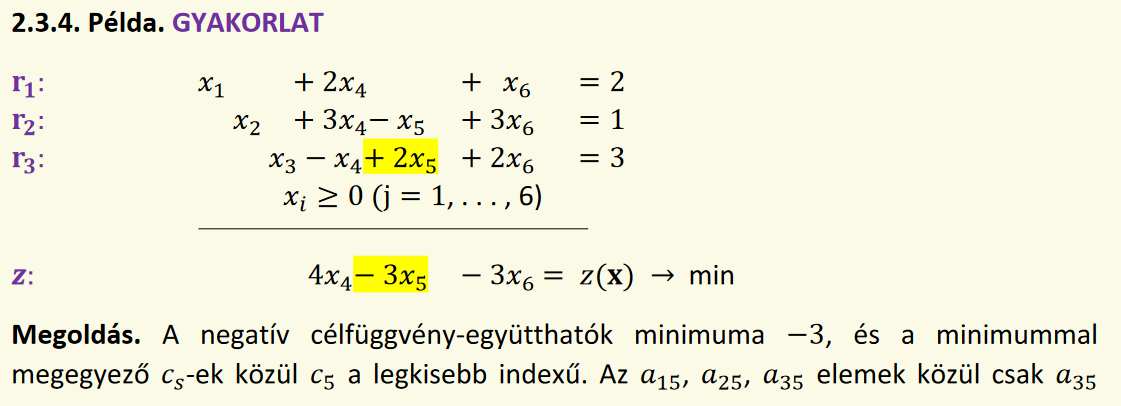 2.3.4. Példa. GYAKORLAT
r₁: x₁ + 2x₄ + x₆ = 2
r₂: x₂ + 3x₄ − x₅ + 3x₆ = 1
r₃: x₃ − x₄ + 2x₅ + 2x₆ = 3
xᵢ ≥ 0 (j = 1, . . . , 6)
z: 4x₄ − 3x₅ − 3x₆ = z(x) → min
Megoldás. A negatív célfüggvény-együtthatók minimuma −3, és a minimummal
megegyező cₛ-ek közül c₅ a legkisebb indexű. Az a₁₅, a₂₅, a₃₅ elemek közül csak a₃₅